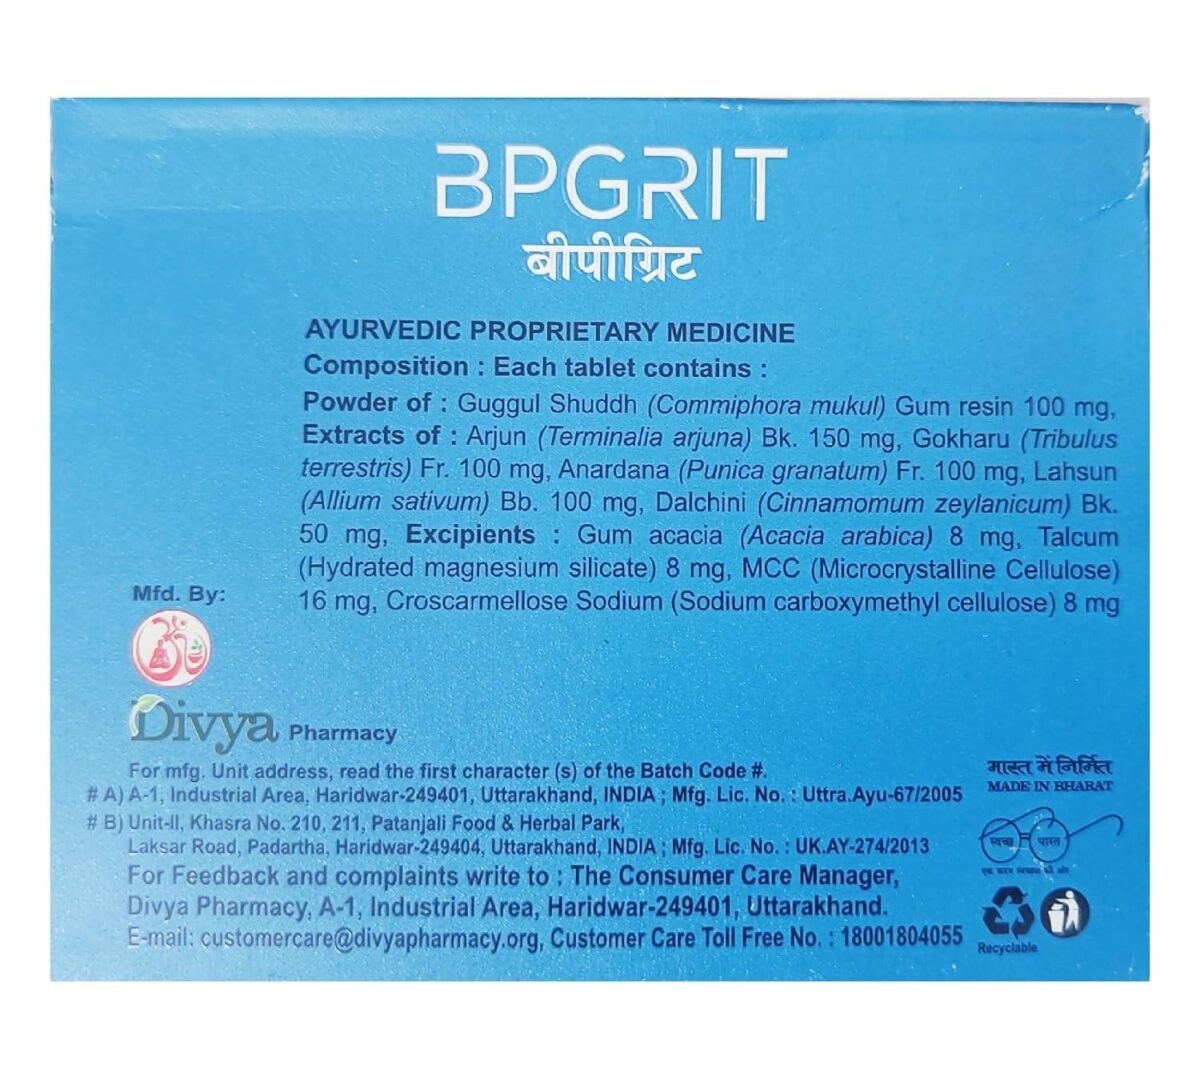 BPGRIT
बीपीग्रिट
AYURVEDIC PROPRIETARY MEDICINE
Composition : Each tablet contains :
Powder of : Guggul Shuddh (Commiphora mukul) Gum resin 100 mg,
Extracts of : Arjun (Terminalia arjuna) Bk. 150 mg, Gokharu (Tribulus
terrestris) Fr. 100 mg, Anardana (Punica granatum) Fr. 100 mg, Lahsun
(Allium sativum) Bb. 100 mg, Dalchini (Cinnamomum zeylanicum) Bk.
50 mg, Excipients : Gum acacia (Acacia arabica) 8 mg, Talcum
(Hydrated magnesium silicate) 8 mg, MCC (Microcrystalline Cellulose)
16 mg, Croscarmellose Sodium (Sodium carboxymethyl cellulose) 8 mg
Mfd. By:
Divya Pharmacy
For mfg. Unit address, read the first character (s) of the Batch Code #.
# A) A-1, Industrial Area, Haridwar-249401, Uttarakhand, INDIA ; Mfg. Lic. No. : Uttra.Ayu-67/2005
# B) Unit-II, Khasra No. 210, 211, Patanjali Food & Herbal Park,
Laksar Road, Padartha, Haridwar-249404, Uttarakhand, INDIA ; Mfg. Lic. No. : UK.AY-274/2013
For Feedback and complaints write to : The Consumer Care Manager,
Divya Pharmacy, A-1, Industrial Area, Haridwar-249401, Uttarakhand.
E-mail: customercare@divyapharmacy.org, Customer Care Toll Free No. : 18001804055
भारत में निर्मित
MADE IN BHARAT
स्वच्छ भारत
एक कदम स्वच्छता की ओर
Recyclable